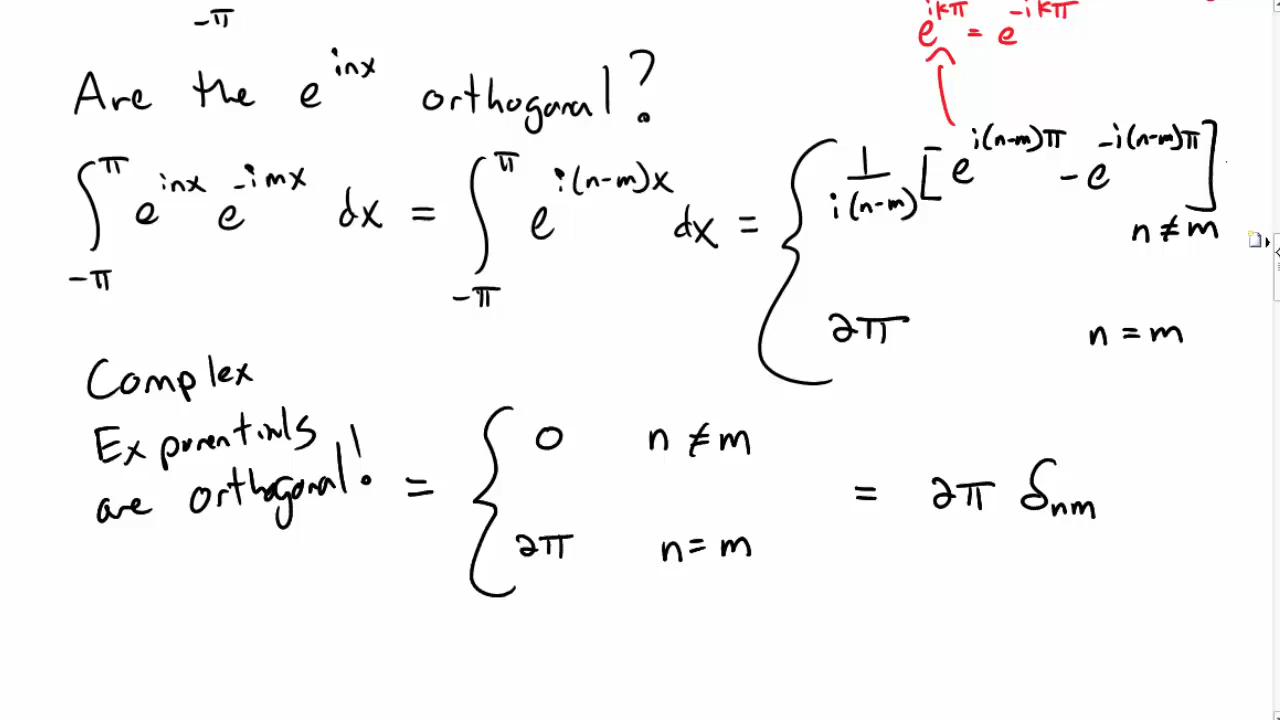 -π
e^{ikπ} = e^{-ikπ}
Are the e^{inx} orthogonal?
∫_{-π}^{π} e^{inx} e^{-imx} dx = ∫_{-π}^{π} e^{i(n-m)x} dx = { 1/(i(n-m)) [e^{i(n-m)π} - e^{-i(n-m)π}] n ≠ m
2π n = m
Complex
Exponentials
are orthogonal!
= { 0 n ≠ m
2π n = m
= 2π δ_{nm}